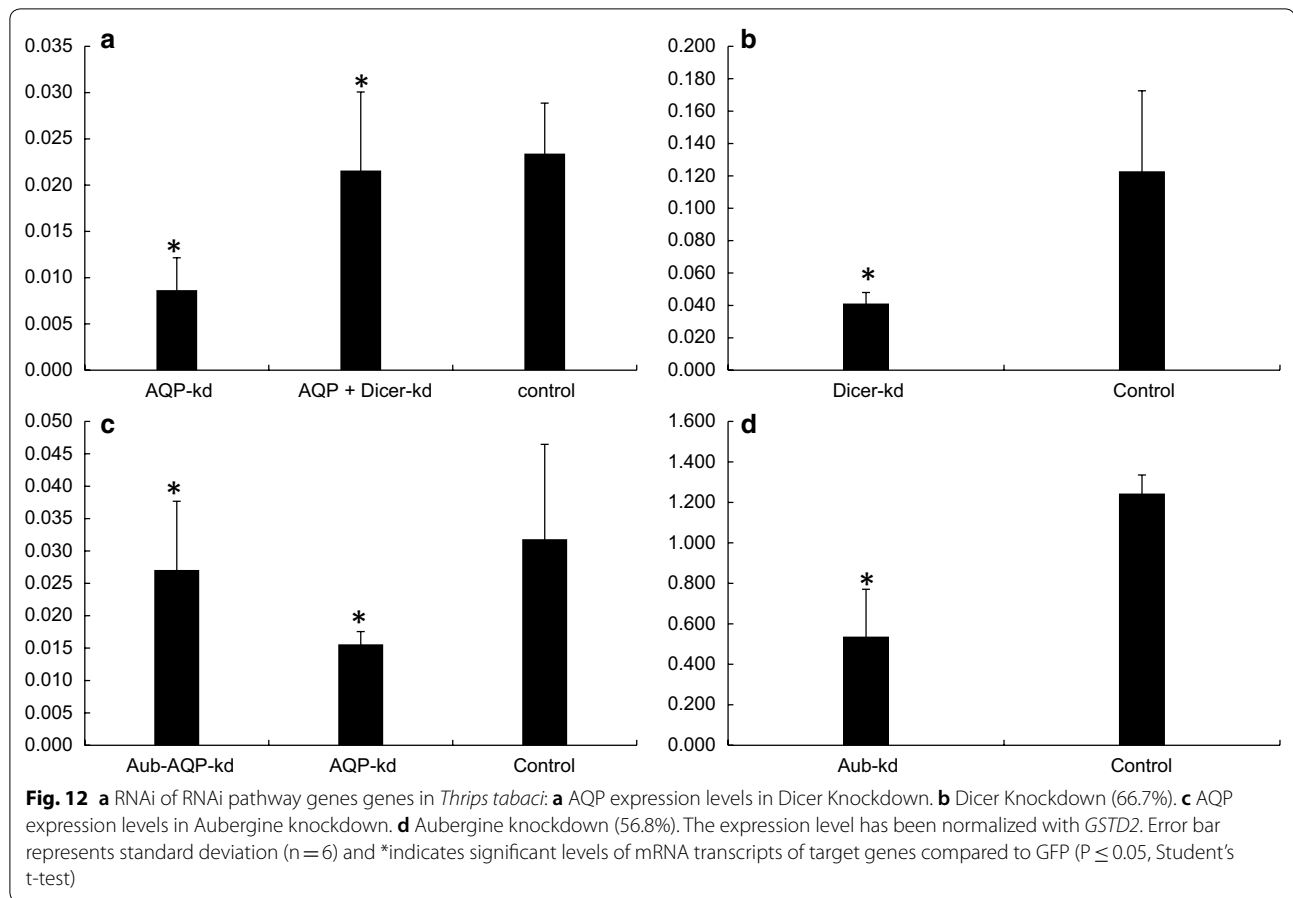 a
0.035
0.030
0.025
0.020
0.015
0.010
0.005
0.000
*
*
AQP-kd
AQP + Dicer-kd
control
b
0.200
0.180
0.160
0.140
0.120
0.100
0.080
0.060
0.040
0.020
0.000
*
Dicer-kd
Control
c
0.050
0.045
0.040
0.035
0.030
0.025
0.020
0.015
0.010
0.005
0.000
*
*
Aub-AQP-kd
AQP-kd
Control
d
1.600
1.400
1.200
1.000
0.800
0.600
0.400
0.200
0.000
*
Aub-kd
Control
Fig. 12 a RNAi of RNAi pathway genes genes in Thrips tabaci: a AQP expression levels in Dicer Knockdown. b Dicer Knockdown (66.7%). c AQP
expression levels in Aubergine knockdown. d Aubergine knockdown (56.8%). The expression level has been normalized with GSTD2. Error bar
represents standard deviation (n = 6) and *indicates significant levels of mRNA transcripts of target genes compared to GFP (P ≤ 0.05, Student's
t-test)